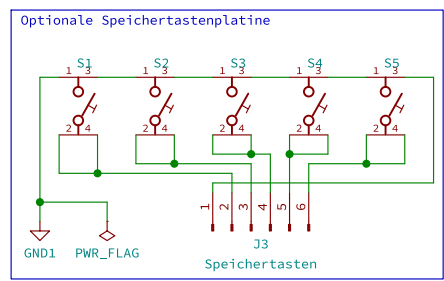 Optionale Speichertastenplatine
S1 S2 S3 S4 S5
1 3 1 3 1 3 1 3 1 3
2 4 2 4 2 4 2 4 2 4
1 2 3 4 5 6
J3
GND1 PWR_FLAG
Speichertasten